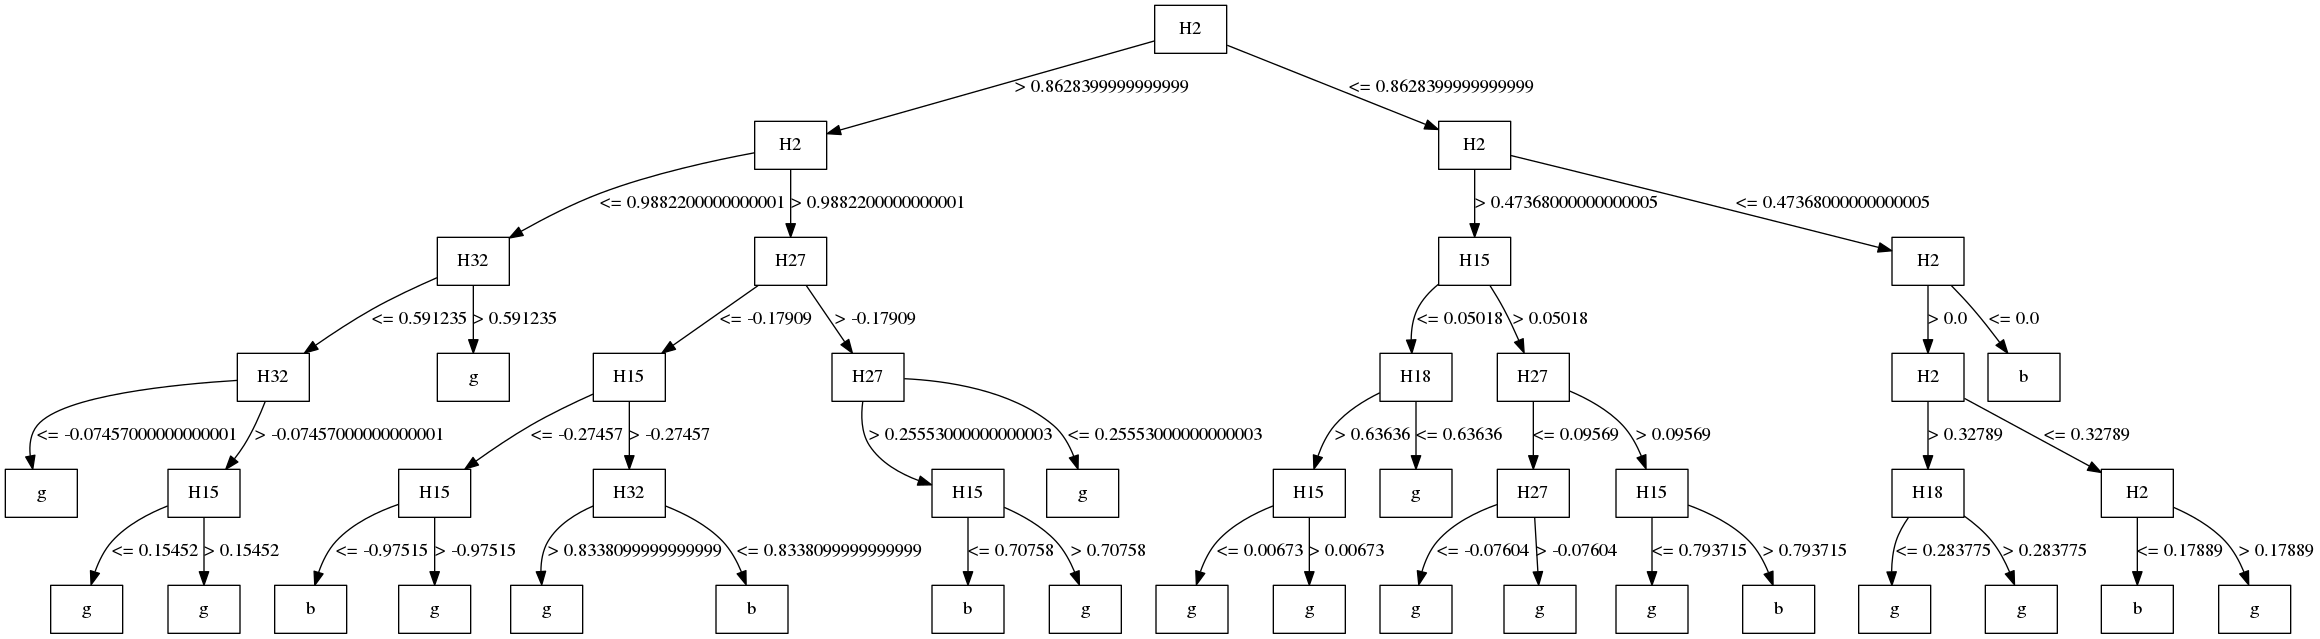 H2
> 0.8628399999999999 <= 0.8628399999999999
H2 H2
<= 0.9882200000000001 > 0.9882200000000001 > 0.47368000000000005 <= 0.47368000000000005
H32 H27 H15 H2
<= 0.591235 > 0.591235 <= -0.17909 > -0.17909 <= 0.05018 > 0.05018 > 0.0 <= 0.0
H32 g H15 H27 H18 H27 H2 b
<= -0.07457000000000001 > -0.07457000000000001 <= -0.27457 > -0.27457 > 0.25553000000000003 <= 0.25553000000000003 > 0.63636 <= 0.63636 <= 0.09569 > 0.09569 > 0.32789 <= 0.32789
g H15 H15 H32 H15 g H15 g H27 H15 H18 H2
<= 0.15452 > 0.15452 <= -0.97515 > -0.97515 > 0.8338099999999999 <= 0.8338099999999999 <= 0.70758 > 0.70758 <= 0.00673 > 0.00673 <= -0.07604 > -0.07604 <= 0.793715 > 0.793715 <= 0.283775 > 0.283775 <= 0.17889 > 0.17889
g g b g g b b g g g g g g b g g b g